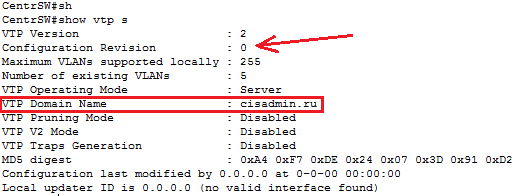 CentrSW#sh
CentrSW#show vtp s
VTP Version : 2
Configuration Revision : 0
Maximum VLANs supported locally : 255
Number of existing VLANs : 5
VTP Operating Mode : Server
VTP Domain Name : cisadmin.ru
VTP Pruning Mode : Disabled
VTP V2 Mode : Disabled
VTP Traps Generation : Disabled
MD5 digest : 0xA4 0xF7 0xDE 0x24 0x07 0x3D 0x91 0xD2
Configuration last modified by 0.0.0.0 at 0-0-00 00:00:00
Local updater ID is 0.0.0.0 (no valid interface found)